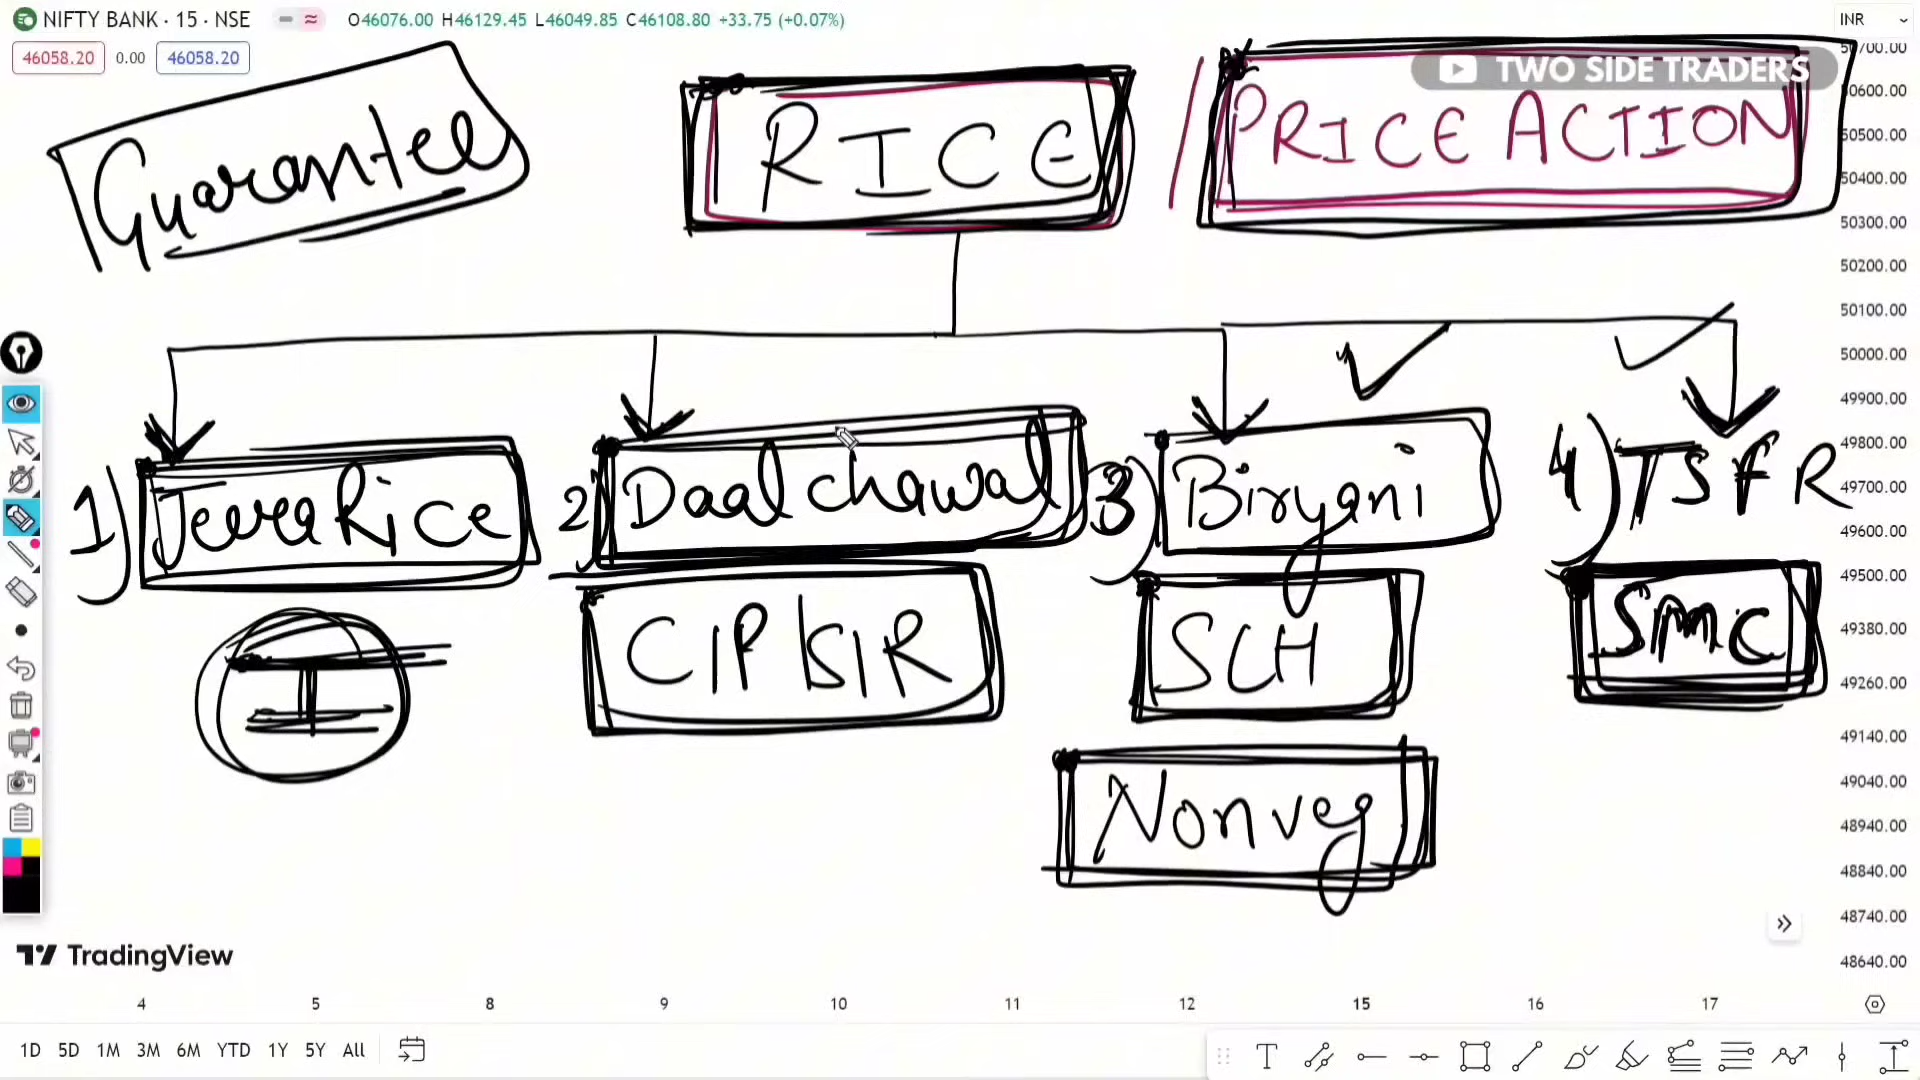 NIFTY BANK · 15 · NSE
O46076.00 H46129.45 L46049.85 C46108.80 +33.75 (+0.07%)
INR
46058.20 0.00 46058.20
TWO SIDE TRADERS
Guarantee
RICE
PRICE ACTION
50700.00
50600.00
50500.00
50400.00
50300.00
50200.00
50100.00
50000.00
49900.00
49800.00
49700.00
49600.00
49500.00
49380.00
49260.00
49140.00
49040.00
48940.00
48840.00
48740.00
48640.00
1) Jeera Rice
2) Daal chawal
3) Biryani
4) TSFR
CIP
SIR
SCH
SMC
Nonveg
TradingView
4 5 8 9 10 11 12 15 16 17
1D 5D 1M 3M 6M YTD 1Y 5Y All